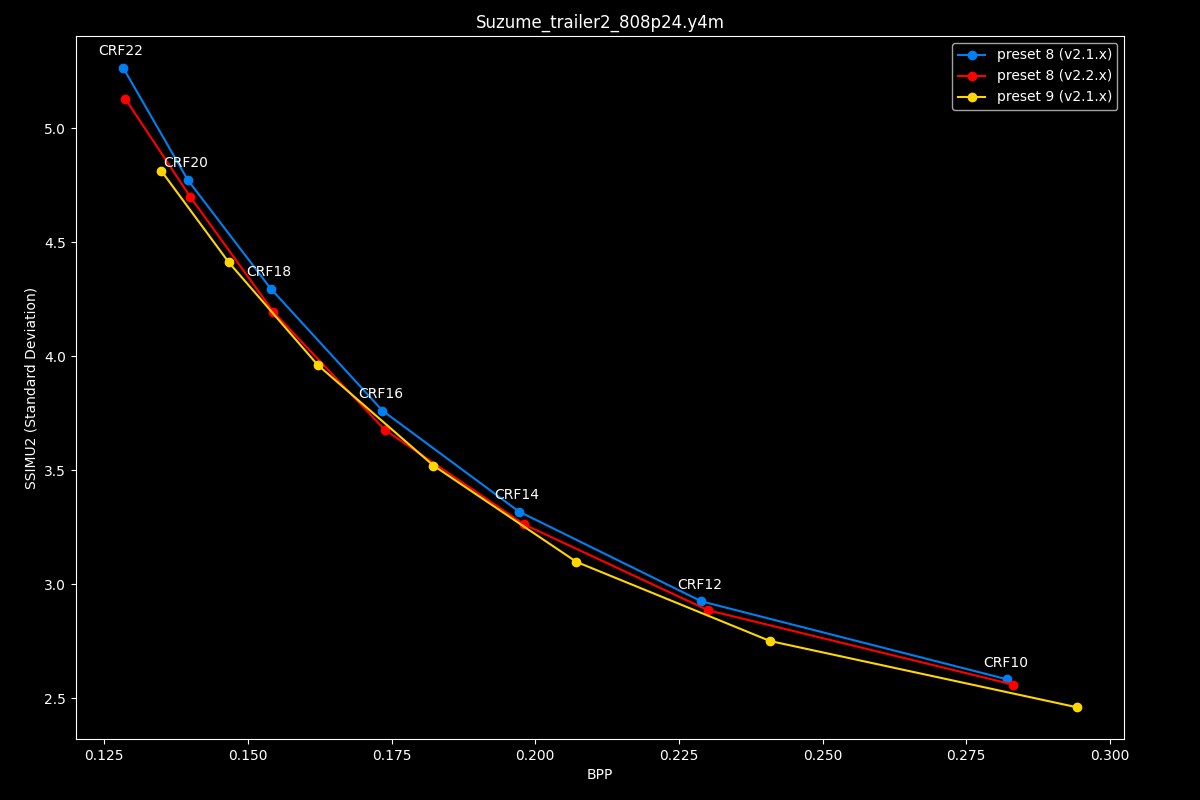 Suzume_trailer2_808p24.y4m
preset 8 (v2.1.x)
preset 8 (v2.2.x)
preset 9 (v2.1.x)
CRF22
CRF20
CRF18
CRF16
CRF14
CRF12
CRF10
SSIMU2 (Standard Deviation)
5.0
4.5
4.0
3.5
3.0
2.5
0.125 0.150 0.175 0.200 0.225 0.250 0.275 0.300
BPP